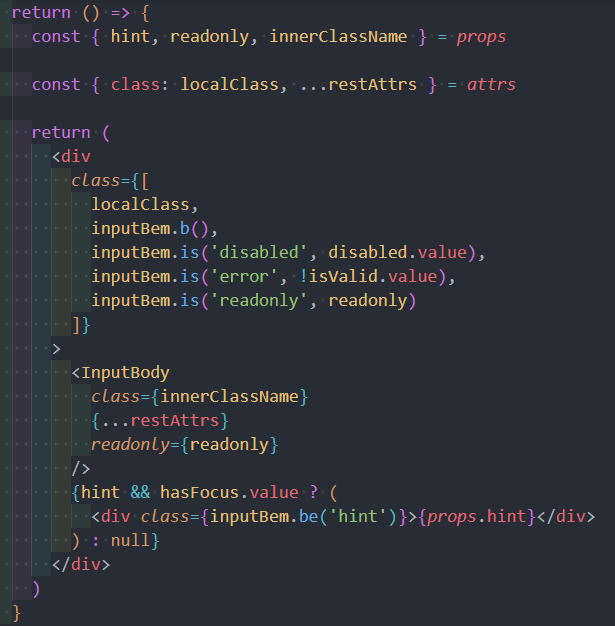 return () => {
const { hint, readonly, innerClassName } = props
const { class: localClass, ...restAttrs } = attrs
return (
<div
class={[
localClass,
inputBem.b(),
inputBem.is('disabled', disabled.value),
inputBem.is('error', !isValid.value),
inputBem.is('readonly', readonly)
]}
>
<InputBody
class={innerClassName}
{...restAttrs}
readonly={readonly}
/>
{hint && hasFocus.value ? (
<div class={inputBem.be('hint')}>{props.hint}</div>
) : null}
</div>
)
}